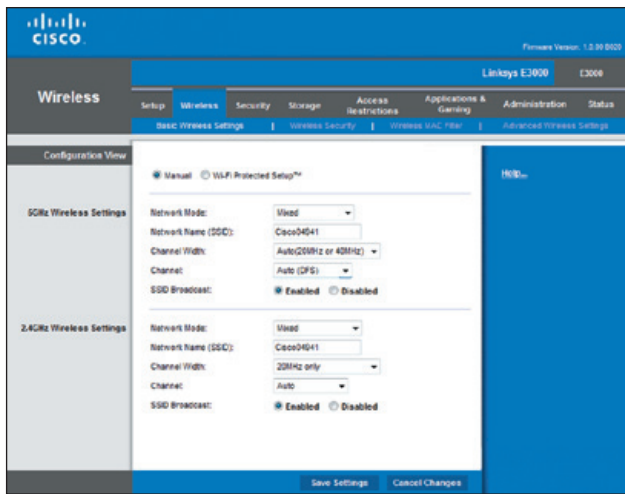 CISCO.
Firmware Version: 1.0.00 B020
Linksys E3000 E3000
Wireless
Setup Wireless Security Storage Access Restrictions Applications & Gaming Administration Status
Basic Wireless Settings | Wireless Security | Wireless MAC Filter | Advanced Wireless Settings
Configuration View
Manual Wi-Fi Protected Setup™
Help...
5GHz Wireless Settings
Network Mode: Mixed
Network Name (SSID): Cisco04941
Channel Width: Auto(20MHz or 40MHz)
Channel: Auto (DFS)
SSID Broadcast: Enabled Disabled
2.4GHz Wireless Settings
Network Mode: Mixed
Network Name (SSID): Cisco04941
Channel Width: 20MHz only
Channel: Auto
SSID Broadcast: Enabled Disabled
Save Settings Cancel Changes